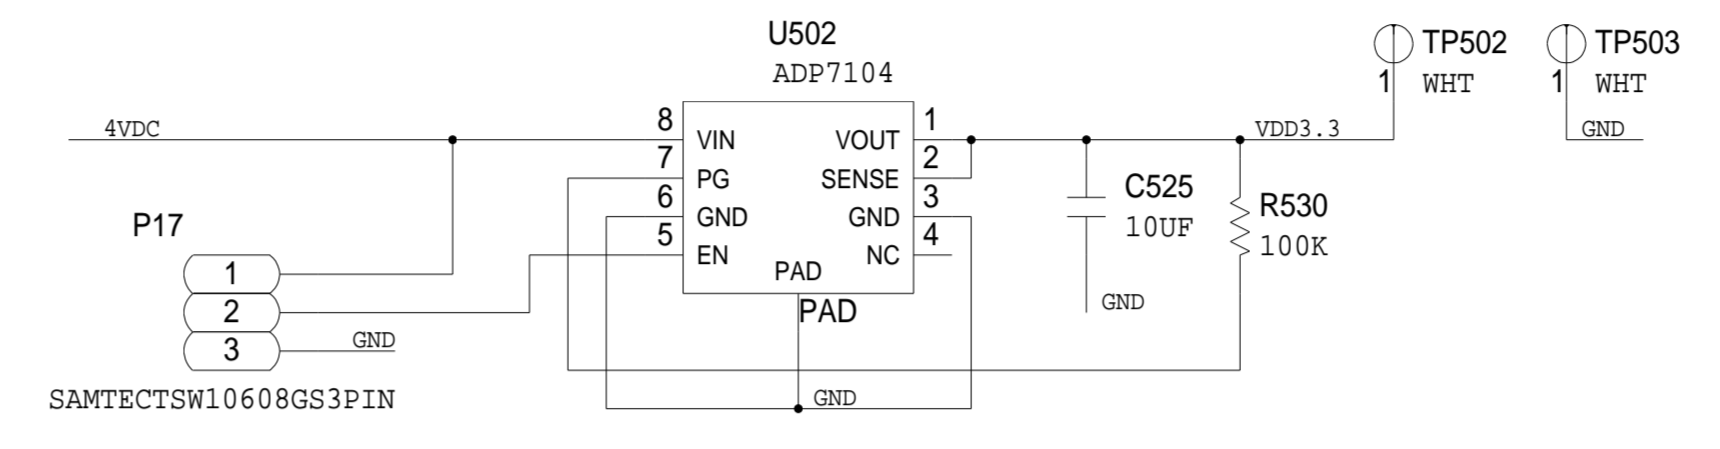 U502
ADP7104
TP502
1
WHT
TP503
1
WHT
4VDC
8
VIN
VOUT
1
VDD3.3
GND
7
PG
SENSE
2
6
GND
GND
3
5
EN
NC
4
PAD
PAD
C525
10UF
GND
R530
100K
P17
1
2
3
GND
SAMTECTSW10608GS3PIN
GND